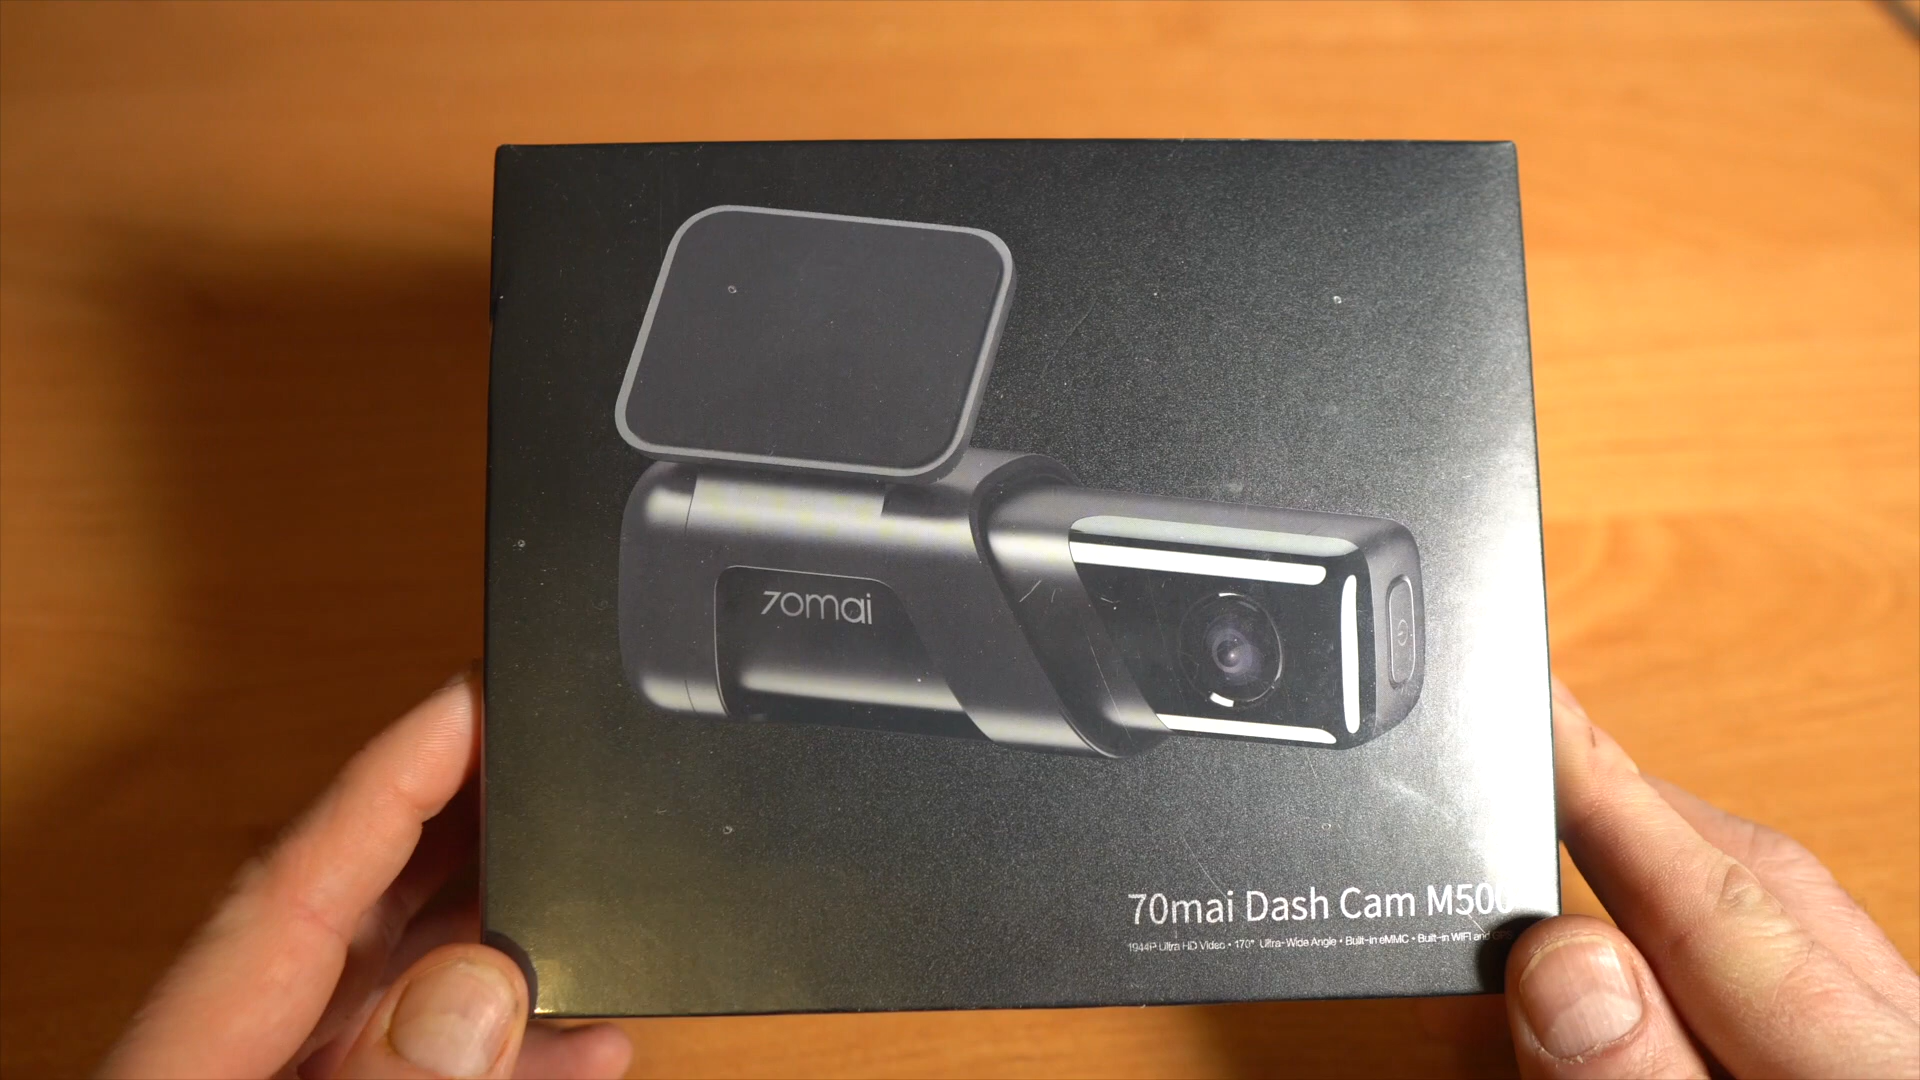 70mai
70mai Dash Cam M500
1944P Ultra HD Video • 170° Ultra-Wide Angle • Built-in eMMC • Built-in WIFI and GPS